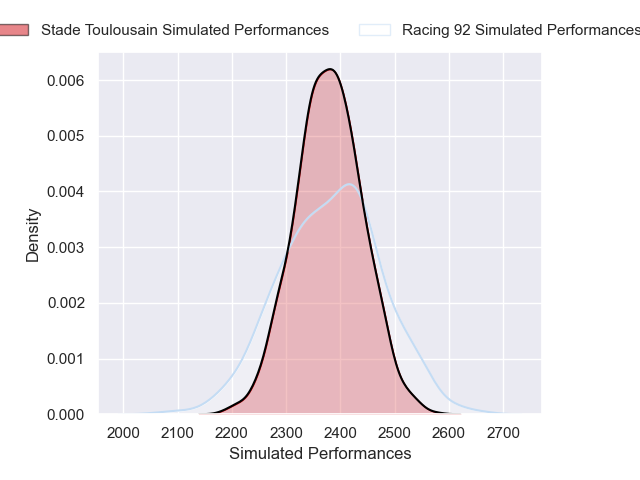 Stade Toulousain Simulated Performances
Racing 92 Simulated Performances
0.006
0.005
0.004
0.003
0.002
0.001
0.000
Density
2000 2100 2200 2300 2400 2500 2600 2700
Simulated Performances